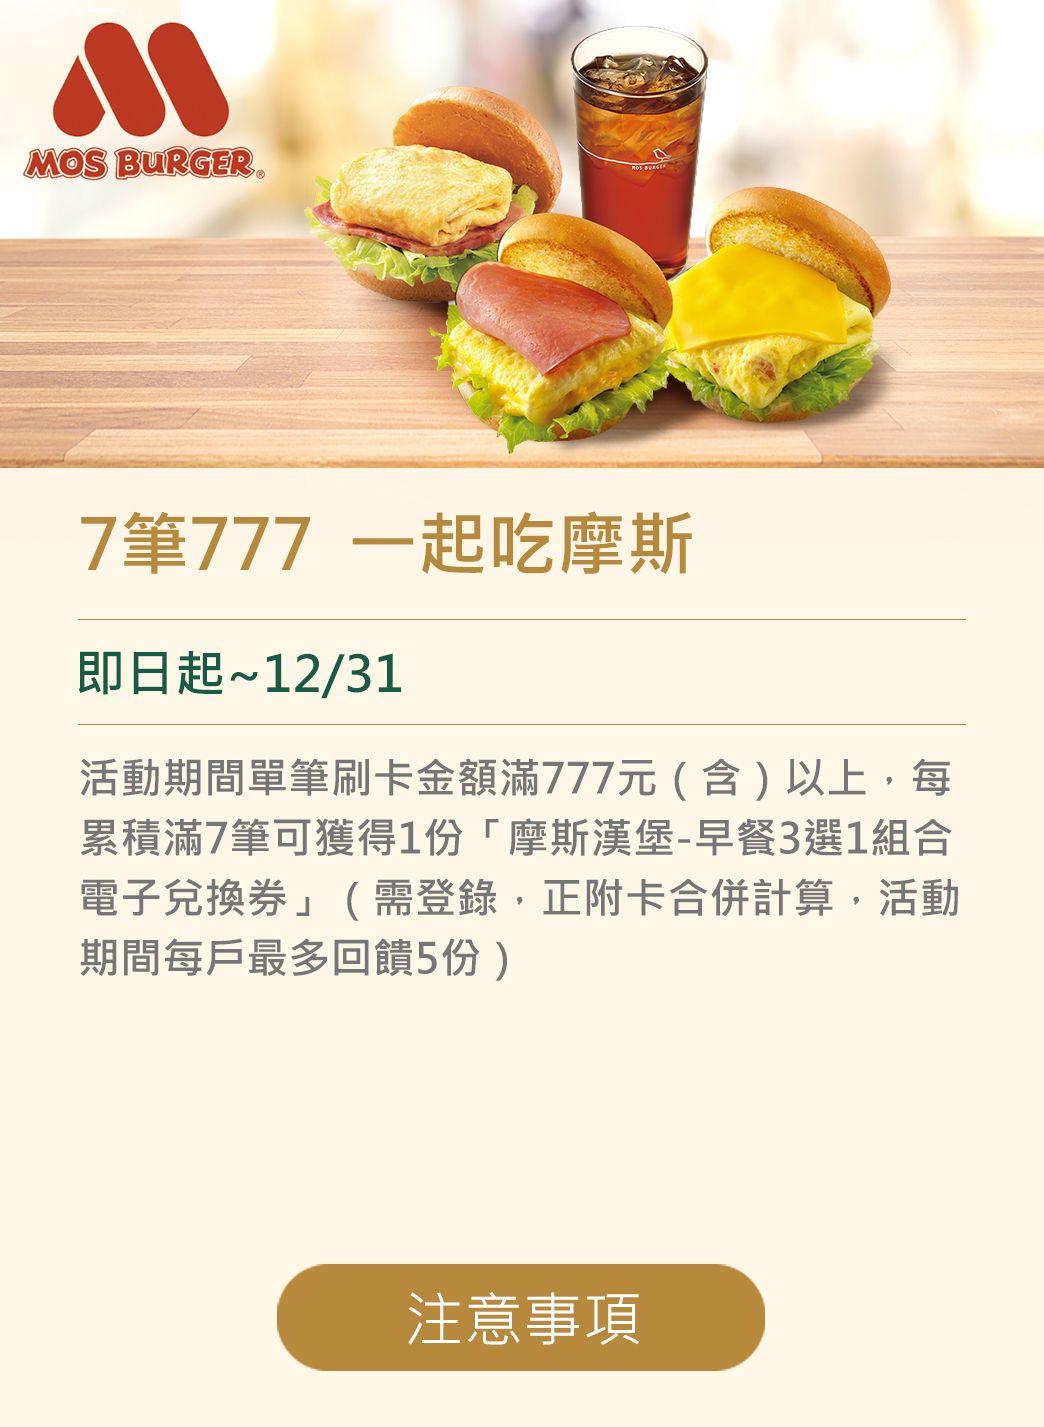 MOS BURGER®
MOS BURGER
7筆777 一起吃摩斯
即日起~12/31
活動期間單筆刷卡金額滿777元（含）以上，每
累積滿7筆可獲得1份「摩斯漢堡-早餐3選1組合
電子兌換券」（需登錄，正附卡合併計算，活動
期間每戶最多回饋5份）
注意事項